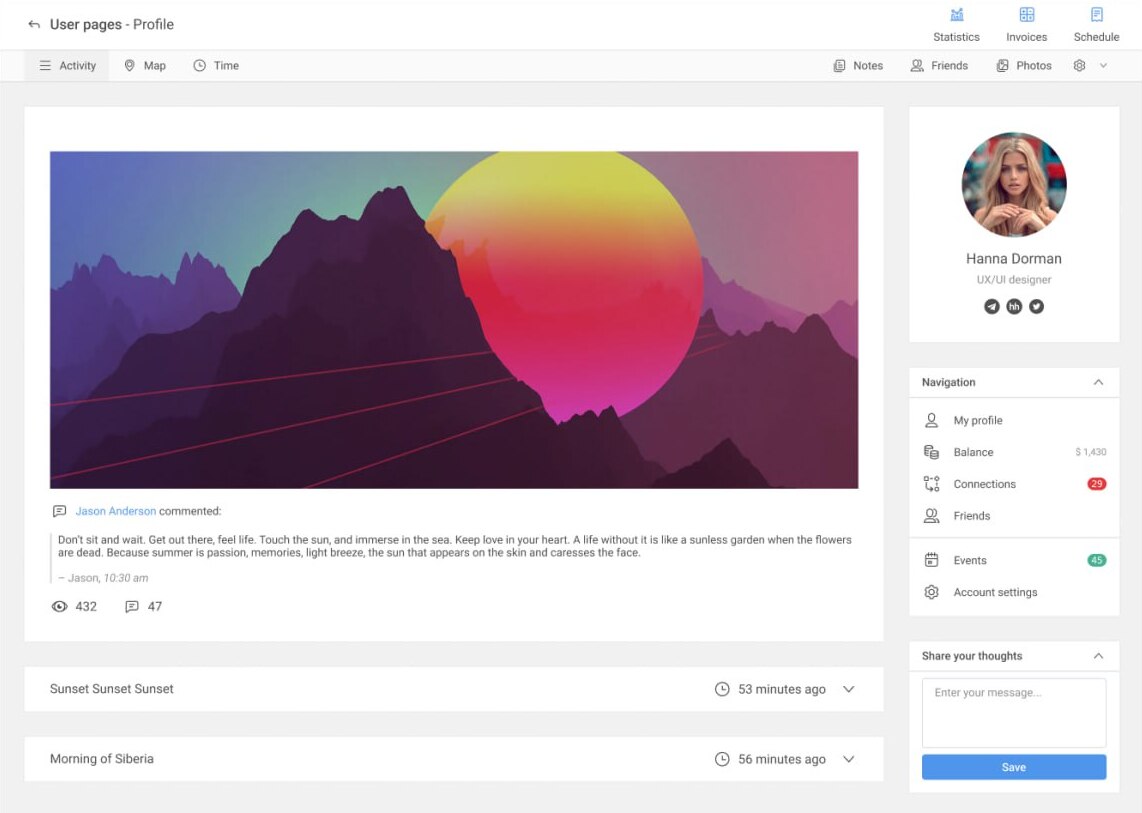 User pages - Profile
Statistics
Invoices
Schedule
Activity
Map
Time
Notes
Friends
Photos
Jason Anderson commented:
Don't sit and wait. Get out there, feel life. Touch the sun, and immerse in the sea. Keep love in your heart. A life without it is like a sunless garden when the flowers
are dead. Because summer is passion, memories, light breeze, the sun that appears on the skin and caresses the face.
– Jason, 10:30 am
432 47
Sunset Sunset Sunset 53 minutes ago
Morning of Siberia 56 minutes ago
Hanna Dorman
UX/UI designer
hh
Navigation
My profile
Balance $ 1,430
Connections 29
Friends
Events 45
Account settings
Share your thoughts
Enter your message...
Save